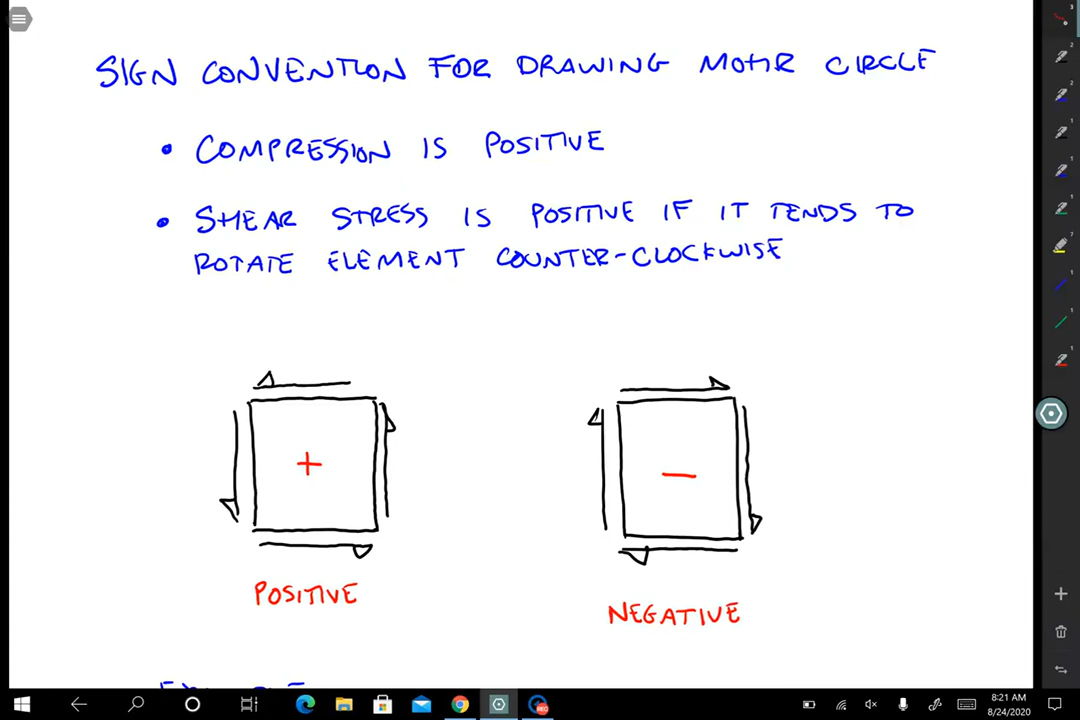 SIGN CONVENTION FOR DRAWING MOHR CIRCLE
• COMPRESSION IS POSITIVE
• SHEAR STRESS IS POSITIVE IF IT TENDS TO
ROTATE ELEMENT COUNTER-CLOCKWISE
+
−
POSITIVE
NEGATIVE
8:21 AM
8/24/2020